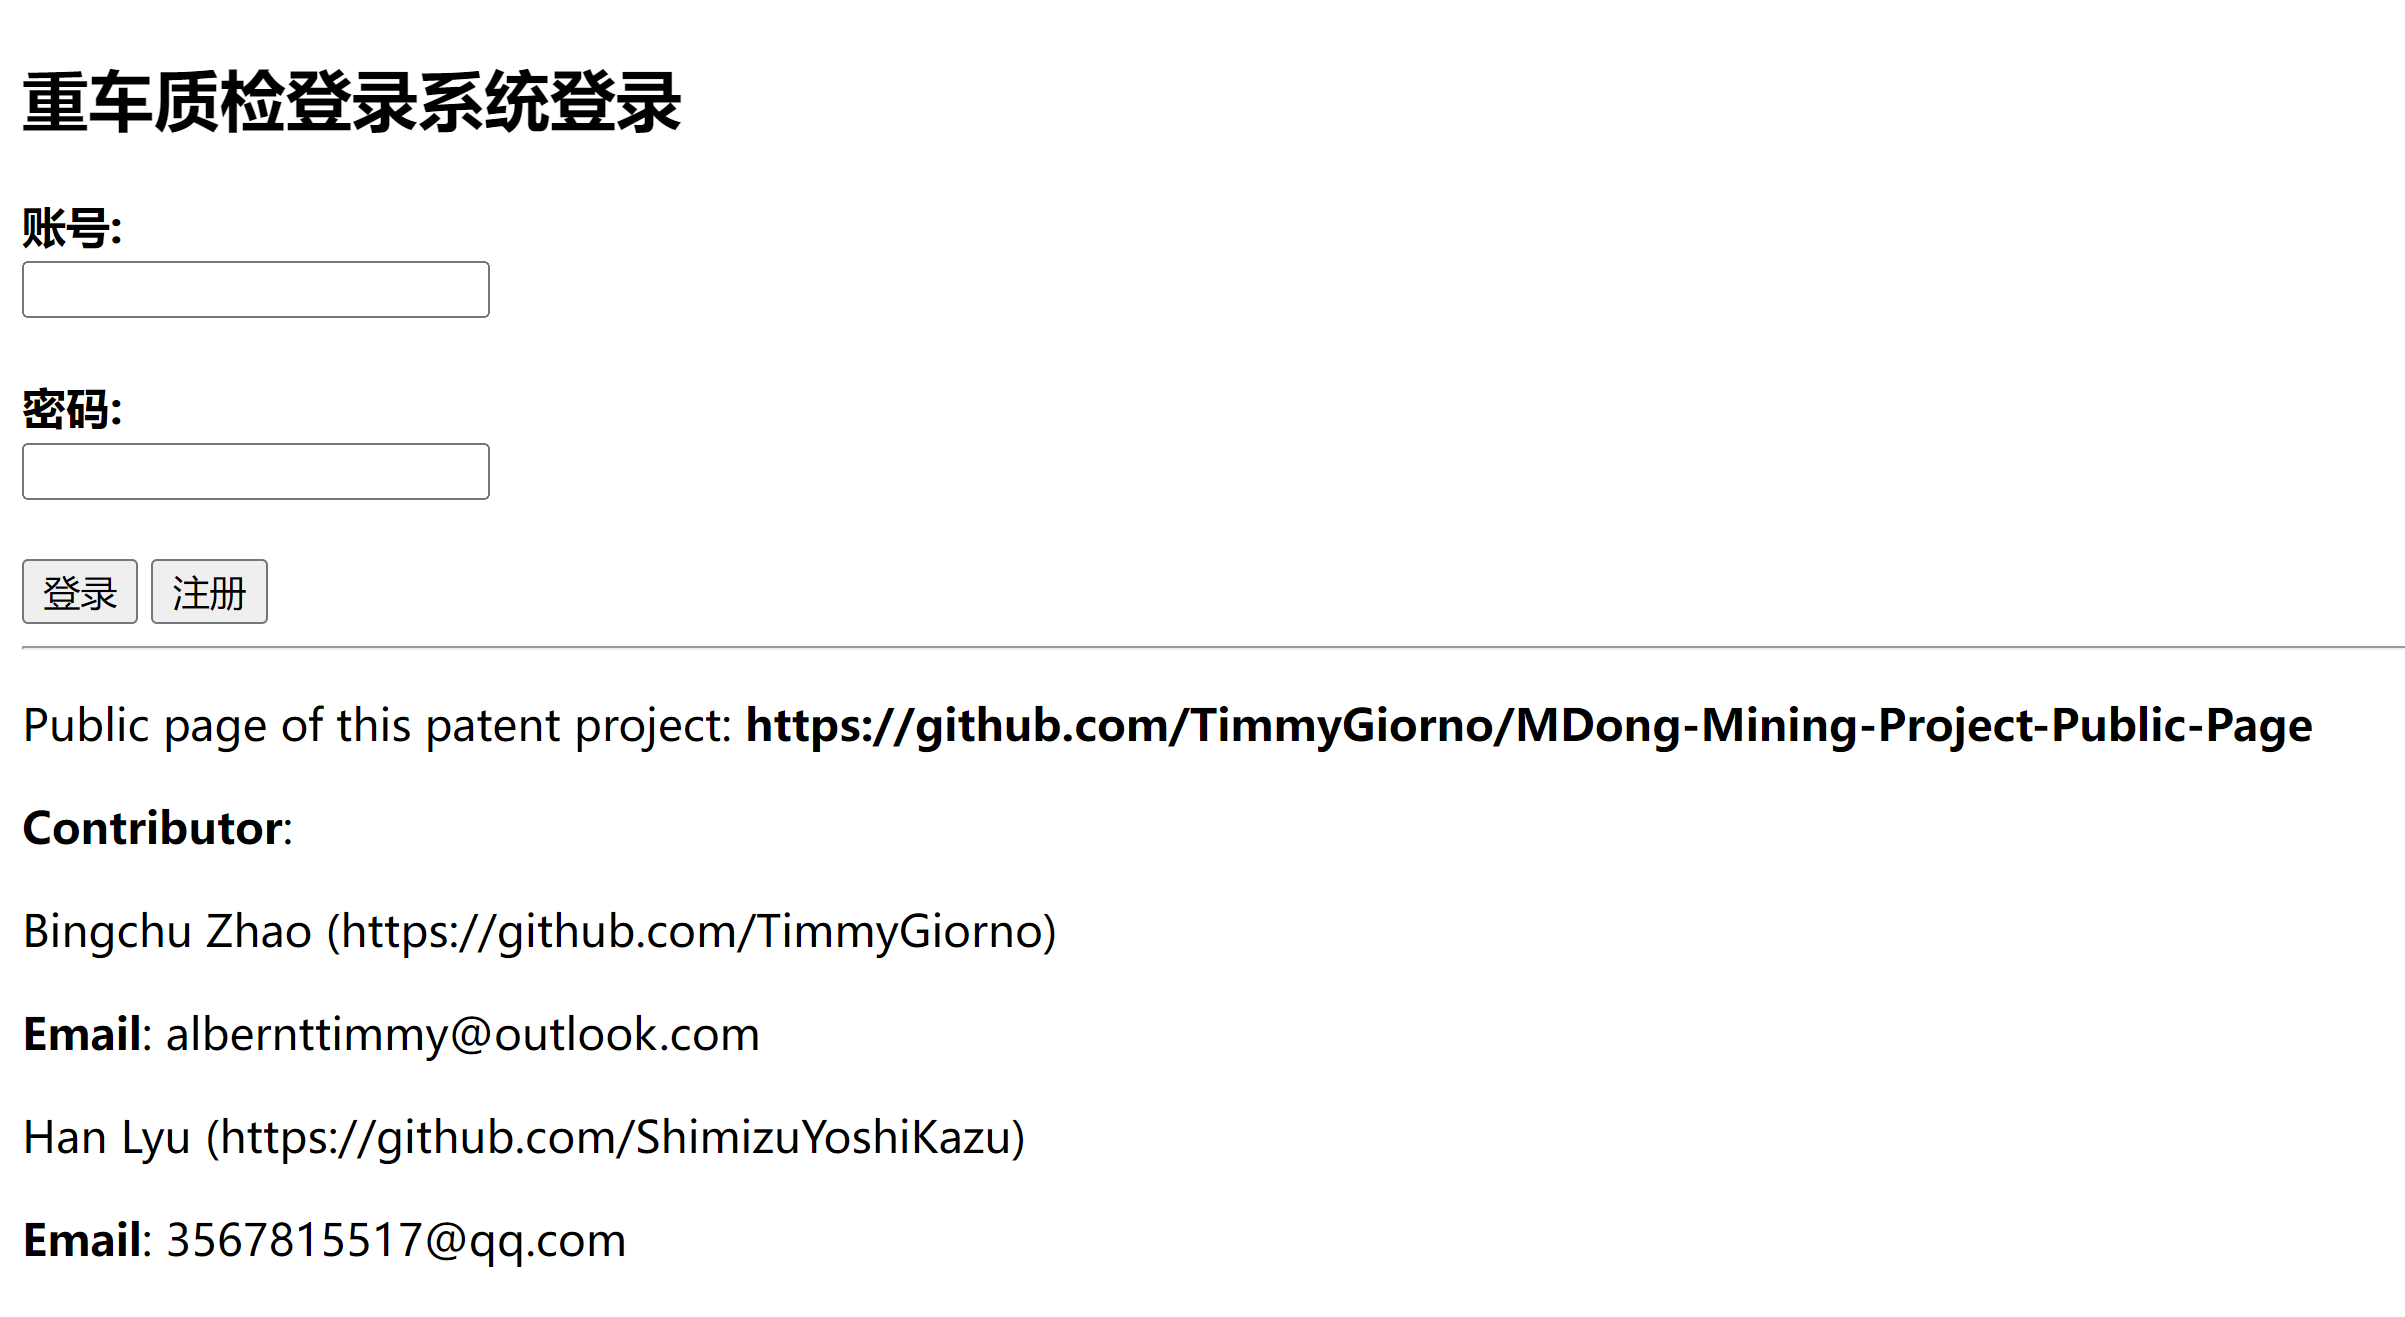 重车质检登录系统登录
账号:
密码:
登录 注册
Public page of this patent project: https://github.com/TimmyGiorno/MDong-Mining-Project-Public-Page
Contributor:
Bingchu Zhao (https://github.com/TimmyGiorno)
Email: albernttimmy@outlook.com
Han Lyu (https://github.com/ShimizuYoshiKazu)
Email: 3567815517@qq.com